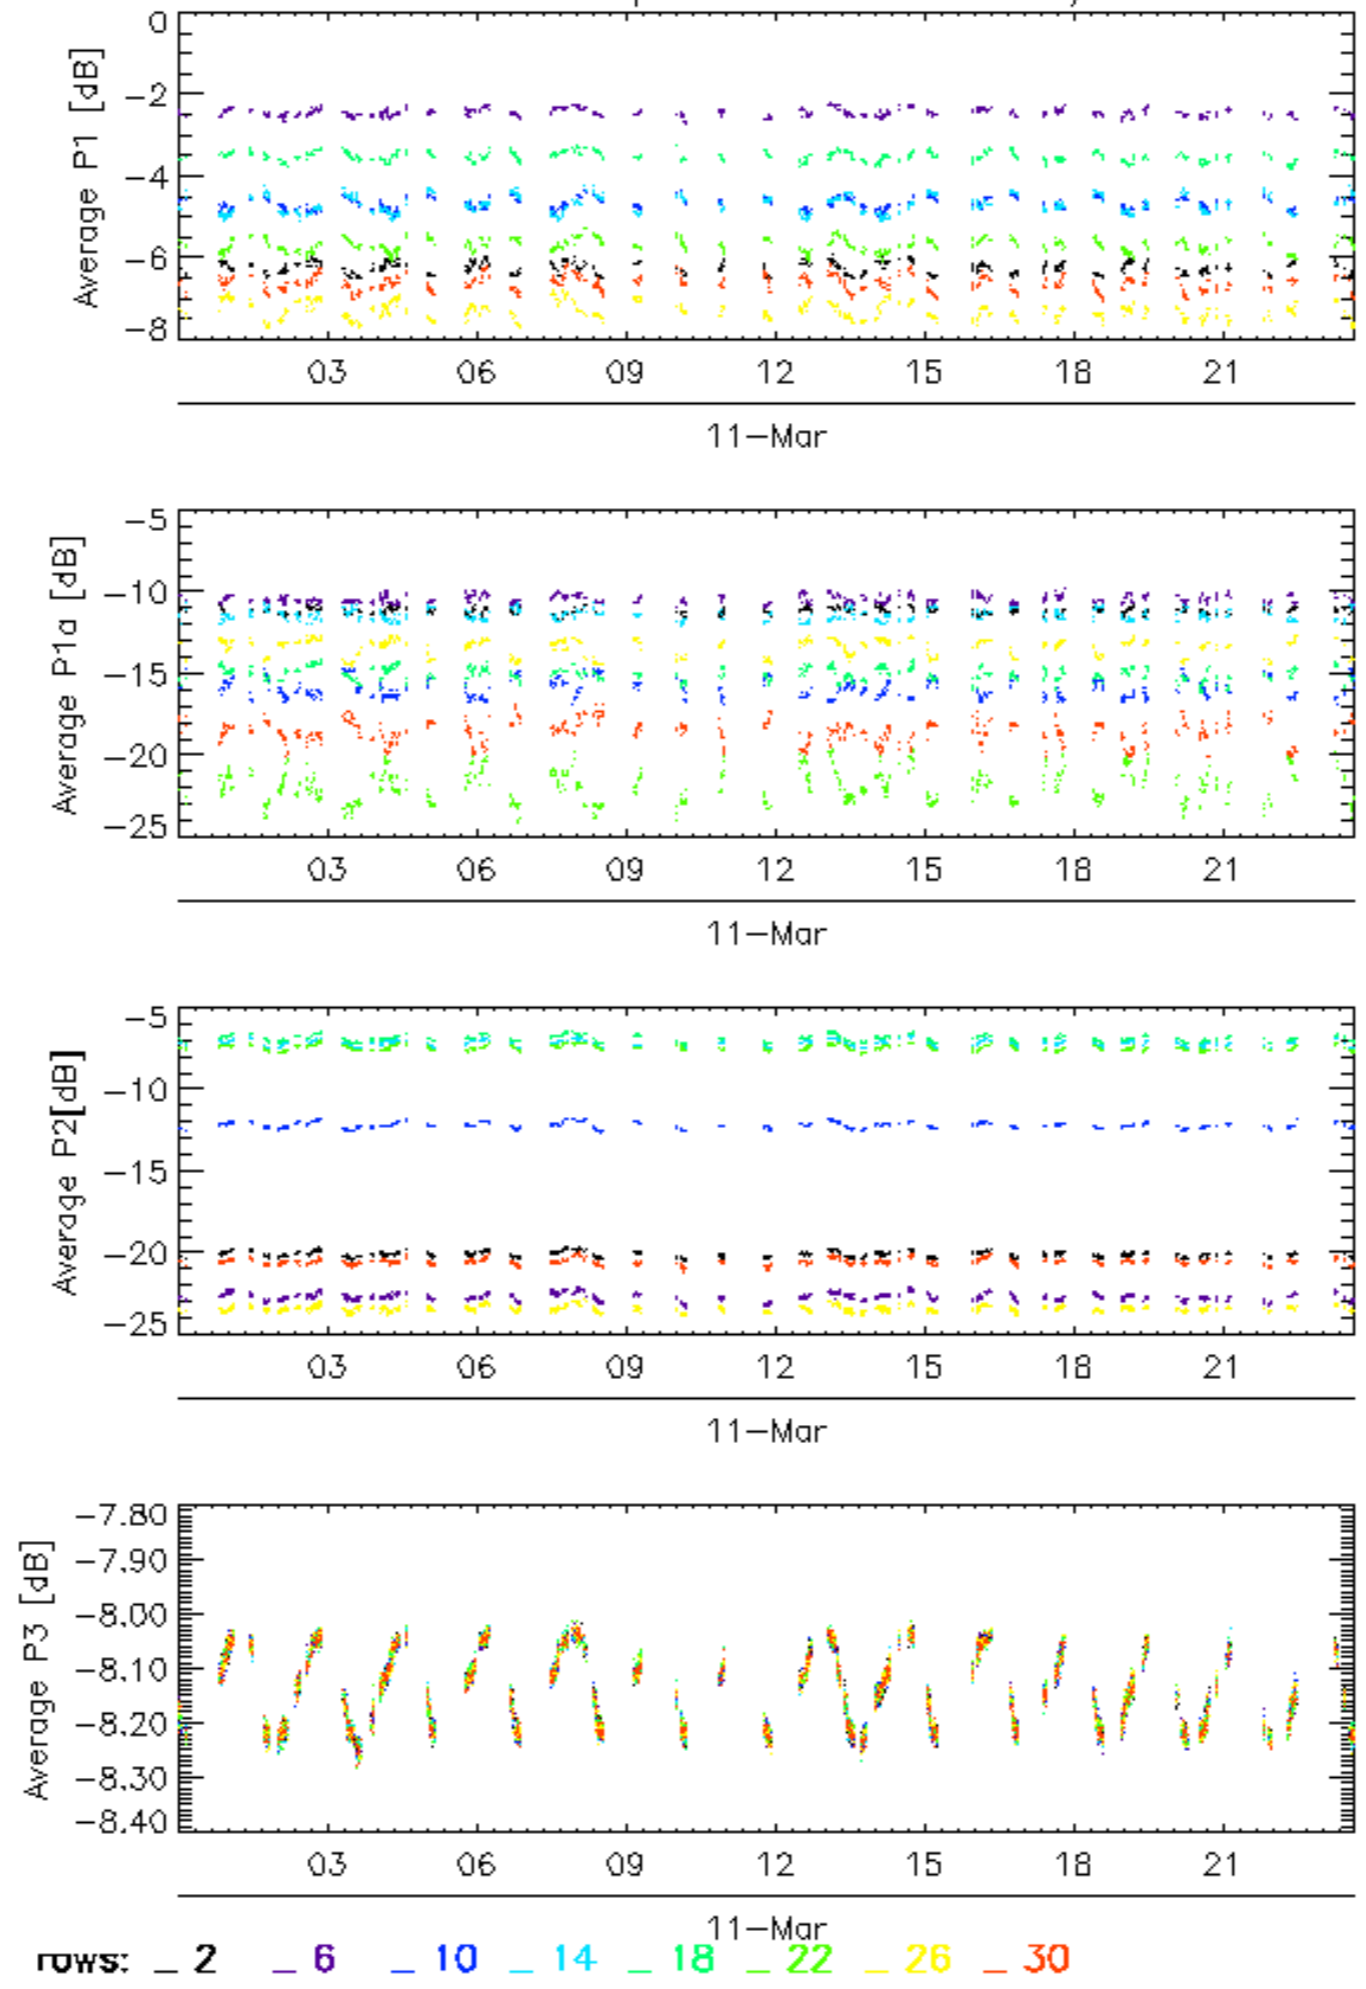 Average P1 [dB]
0
−2
−4
−6
−8
03 06 09 12 15 18 21
11−Mar
Average P1a [dB]
−5
−10
−15
−20
−25
03 06 09 12 15 18 21
11−Mar
Average P2[dB]
−5
−10
−15
−20
−25
03 06 09 12 15 18 21
11−Mar
Average P3 [dB]
−7.80
−7.90
−8.00
−8.10
−8.20
−8.30
−8.40
03 06 09 12 15 18 21
11−Mar
rows: _ 2 _ 6 _ 10 _ 14 _ 18 _ 22 _ 26 _ 30